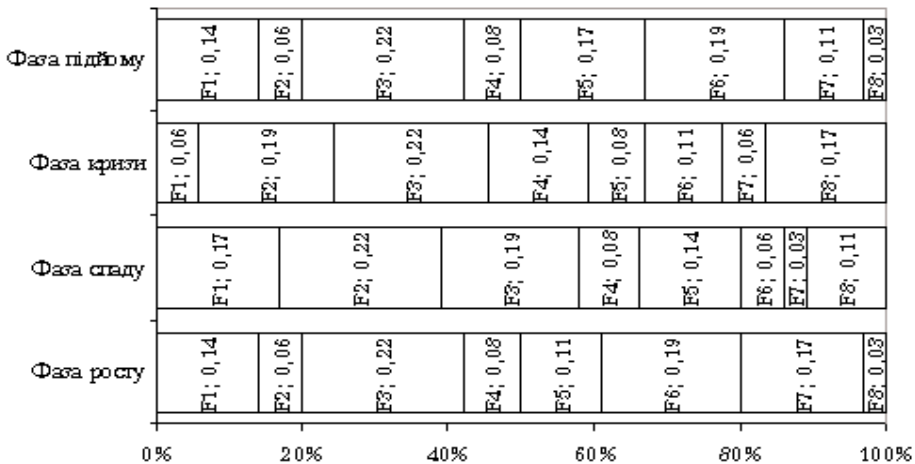 Фаза підйому
F1; 0,14
F2; 0,06
F3; 0,22
F4; 0,08
F5; 0,17
F6; 0,19
F7; 0,11
F8; 0,03
Фаза кризи
F1; 0,06
F2; 0,19
F3; 0,22
F4; 0,14
F5; 0,08
F6; 0,11
F7; 0,06
F8; 0,17
Фаза спаду
F1; 0,17
F2; 0,22
F3; 0,19
F4; 0,08
F5; 0,14
F6; 0,06
F7; 0,03
F8; 0,11
Фаза росту
F1; 0,14
F2; 0,06
F3; 0,22
F4; 0,08
F5; 0,11
F6; 0,19
F7; 0,17
F8; 0,03
0% 20% 40% 60% 80% 100%